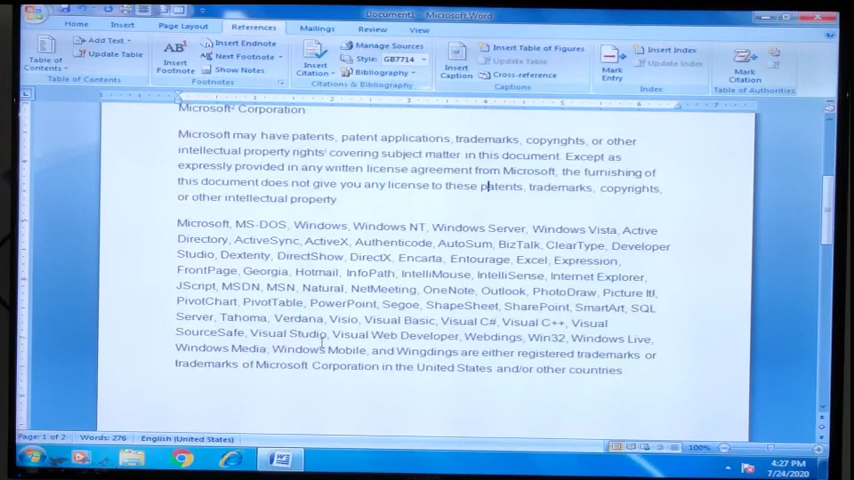 Document1 - Microsoft Word
Home Insert Page Layout References Mailings Review View
Table of Contents
Add Text
Update Table
Table of Contents
AB¹
Insert Footnote
Insert Endnote
Next Footnote
Show Notes
Footnotes
Insert Citation
Manage Sources
Style: GB7714
Bibliography
Citations & Bibliography
Insert Caption
Insert Table of Figures
Update Table
Cross-reference
Captions
Mark Entry
Insert Index
Update Index
Index
Mark Citation
Table of Authorities
Microsoft² Corporation
Microsoft may have patents, patent applications, trademarks, copyrights, or other
intellectual property rights¹ covering subject matter in this document. Except as
expressly provided in any written license agreement from Microsoft, the furnishing of
this document does not give you any license to these patents, trademarks, copyrights,
or other intellectual property
Microsoft, MS-DOS, Windows, Windows NT, Windows Server, Windows Vista, Active
Directory, ActiveSync, ActiveX, Authenticode, AutoSum, BizTalk, ClearType, Developer
Studio, Dexterity, DirectShow, DirectX, Encarta, Entourage, Excel, Expression,
FrontPage, Georgia, Hotmail, InfoPath, IntelliMouse, IntelliSense, Internet Explorer,
JScript, MSDN, MSN, Natural, NetMeeting, OneNote, Outlook, PhotoDraw, Picture It!,
PivotChart, PivotTable, PowerPoint, Segoe, ShapeSheet, SharePoint, SmartArt, SQL
Server, Tahoma, Verdana, Visio, Visual Basic, Visual C#, Visual C++, Visual
SourceSafe, Visual Studio, Visual Web Developer, Webdings, Win32, Windows Live,
Windows Media, Windows Mobile, and Wingdings are either registered trademarks or
trademarks of Microsoft Corporation in the United States and/or other countries
Page: 1 of 2 Words: 276 English (United States) 100%
4:27 PM
7/24/2020